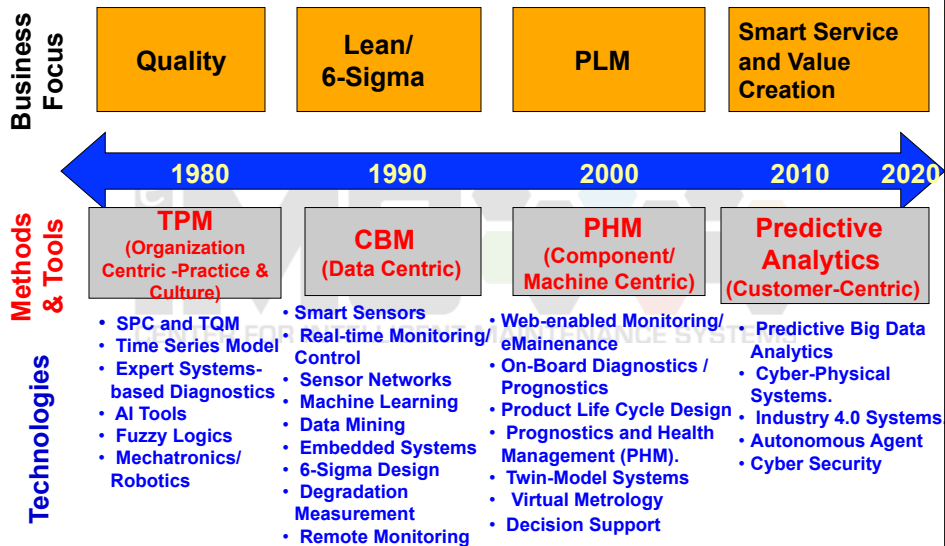 Business
Focus
Quality
Lean/
6-Sigma
PLM
Smart Service
and Value
Creation
1980
1990
2000
2010
2020
Methods
& Tools
TPM
(Organization
Centric -Practice &
Culture)
CBM
(Data Centric)
PHM
(Component/
Machine Centric)
Predictive
Analytics
(Customer-Centric)
CENTER FOR INTELLIGENT MAINTENANCE SYSTEMS
Technologies
• SPC and TQM
• Time Series Model
• Expert Systems-
based Diagnostics
• AI Tools
• Fuzzy Logics
• Mechatronics/
Robotics
• Smart Sensors
• Real-time Monitoring/
Control
• Sensor Networks
• Machine Learning
• Data Mining
• Embedded Systems
• 6-Sigma Design
• Degradation
Measurement
• Remote Monitoring
• Web-enabled Monitoring/
eMainenance
• On-Board Diagnostics /
Prognostics
• Product Life Cycle Design
• Prognostics and Health
Management (PHM).
• Twin-Model Systems
• Virtual Metrology
• Decision Support
• Predictive Big Data
Analytics
• Cyber-Physical
Systems.
• Industry 4.0 Systems.
• Autonomous Agent
• Cyber Security